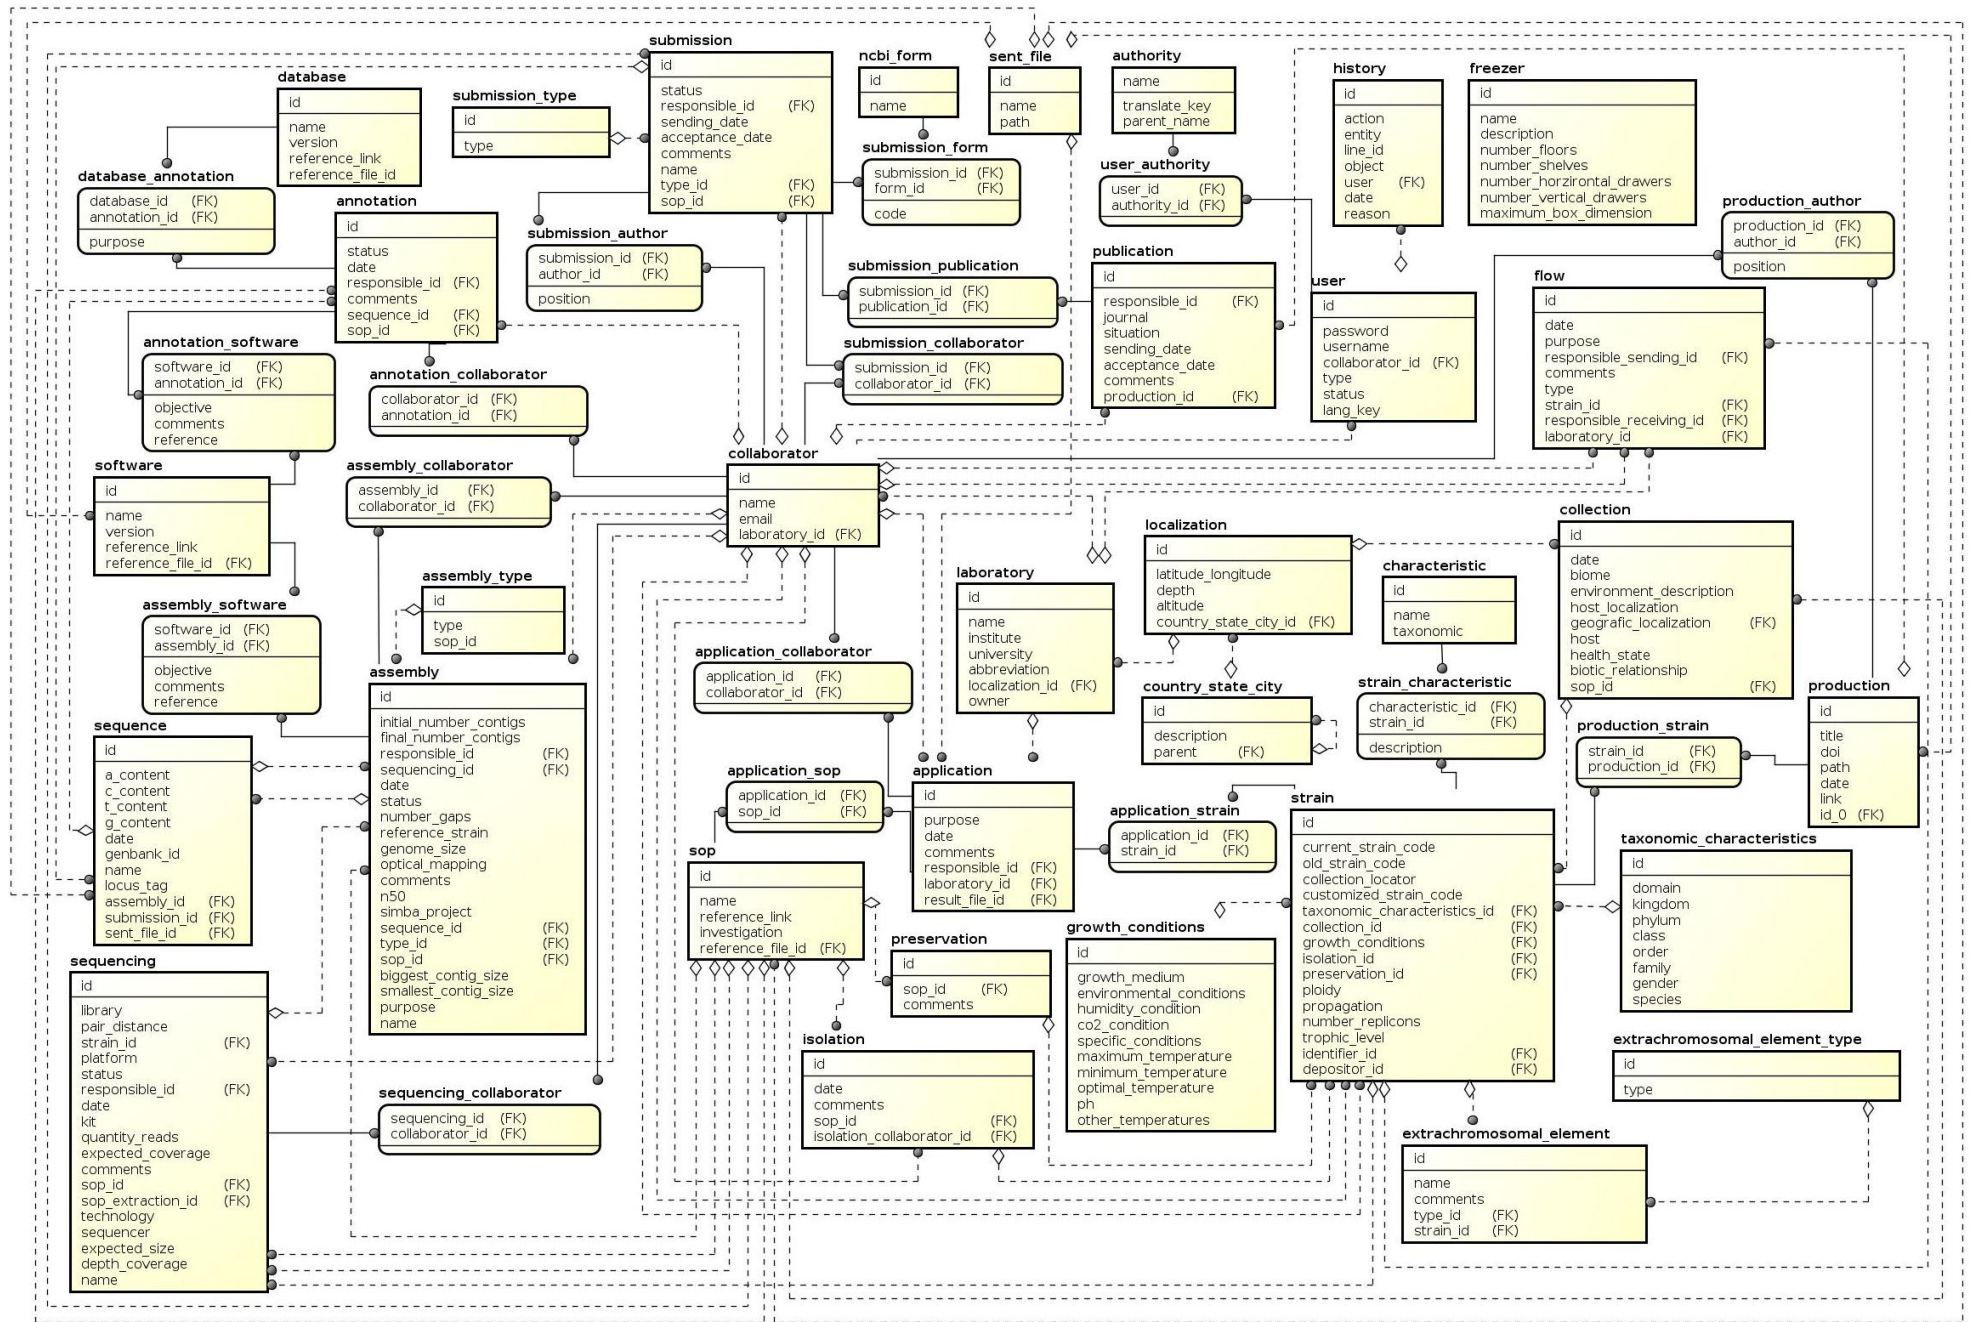 submission
id
status
responsible_id (FK)
sending_date
acceptance_date
comments
name
type_id (FK)
sop_id (FK)
database
id
name
version
reference_link
reference_file_id
submission_type
id
type
ncbi_form
id
name
sent_file
id
name
path
authority
name
translate_key
parent_name
history
id
action
entity
line_id
object
user (FK)
date
reason
freezer
id
name
description
number_floors
number_shelves
number_horzirontal_drawers
number_vertical_drawers
maximum_box_dimension
database_annotation
database_id (FK)
annotation_id (FK)
purpose
annotation
id
status
date
responsible_id (FK)
comments
sequence_id (FK)
sop_id (FK)
submission_author
submission_id (FK)
author_id (FK)
position
submission_form
submission_id (FK)
form_id (FK)
code
user_authority
user_id (FK)
authority_id (FK)
production_author
production_id (FK)
author_id (FK)
position
submission_publication
submission_id (FK)
publication_id (FK)
publication
id
responsible_id (FK)
journal
situation
sending_date
acceptance_date
comments
production_id (FK)
user
id
password
username
collaborator_id (FK)
type
status
lang_key
flow
id
date
purpose
responsible_sending_id (FK)
comments
type
strain_id (FK)
responsible_receiving_id (FK)
laboratory_id (FK)
annotation_software
software_id (FK)
annotation_id (FK)
objective
comments
reference
annotation_collaborator
collaborator_id (FK)
annotation_id (FK)
submission_collaborator
submission_id (FK)
collaborator_id (FK)
software
id
name
version
reference_link
reference_file_id (FK)
assembly_collaborator
assembly_id (FK)
collaborator_id (FK)
collaborator
id
name
email
laboratory_id (FK)
localization
id
latitude_longitude
depth
altitude
country_state_city_id (FK)
collection
id
date
biome
environment_description
host_localization
geografic_localization (FK)
host
health_state
biotic_relationship
sop_id (FK)
assembly_type
id
type
sop_id
laboratory
id
name
institute
university
abbreviation
localization_id (FK)
owner
characteristic
id
name
taxonomic
assembly_software
software_id (FK)
assembly_id (FK)
objective
comments
reference
assembly
id
initial_number_contigs
final_number_contigs
responsible_id (FK)
sequencing_id (FK)
date
status
number_gaps
reference_strain
genome_size
optical_mapping
comments
n50
simba_project
sequence_id (FK)
type_id (FK)
sop_id (FK)
biggest_contig_size
smallest_contig_size
purpose
name
application_collaborator
application_id (FK)
collaborator_id (FK)
country_state_city
id
description
parent (FK)
strain_characteristic
characteristic_id (FK)
strain_id (FK)
description
production_strain
strain_id (FK)
production_id (FK)
production
id
title
doi
path
date
link
id_0 (FK)
sequence
id
a_content
c_content
t_content
g_content
date
genbank_id
name
locus_tag
assembly_id (FK)
submission_id (FK)
sent_file_id (FK)
application_sop
application_id (FK)
sop_id (FK)
application
id
purpose
date
comments
responsible_id (FK)
laboratory_id (FK)
result_file_id (FK)
application_strain
application_id (FK)
strain_id (FK)
strain
id
current_strain_code
old_strain_code
collection_locator
customized_strain_code
taxonomic_characteristics_id (FK)
collection_id (FK)
growth_conditions (FK)
isolation_id (FK)
preservation_id (FK)
ploidy
propagation
number_replicons
trophic_level
identifier_id (FK)
depositor_id (FK)
taxonomic_characteristics
id
domain
kingdom
phylum
class
order
family
gender
species
sop
id
name
reference_link
investigation
reference_file_id (FK)
preservation
id
sop_id (FK)
comments
growth_conditions
id
growth_medium
environmental_conditions
humidity_condition
co2_condition
specific_conditions
maximum_temperature
minimum_temperature
optimal_temperature
ph
other_temperatures
sequencing
id
library
pair_distance
strain_id (FK)
platform
status
responsible_id (FK)
date
kit
quantity_reads
expected_coverage
comments
sop_id (FK)
sop_extraction_id (FK)
technology
sequencer
expected_size
depth_coverage
name
sequencing_collaborator
sequencing_id (FK)
collaborator_id (FK)
isolation
id
date
comments
sop_id (FK)
isolation_collaborator_id (FK)
extrachromosomal_element_type
id
type
extrachromosomal_element
id
name
comments
type_id (FK)
strain_id (FK)